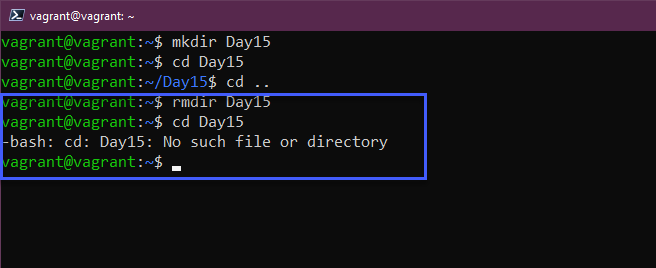 vagrant@vagrant: ~
vagrant@vagrant:~$ mkdir Day15
vagrant@vagrant:~$ cd Day15
vagrant@vagrant:~/Day15$ cd ..
vagrant@vagrant:~$ rmdir Day15
vagrant@vagrant:~$ cd Day15
-bash: cd: Day15: No such file or directory
vagrant@vagrant:~$